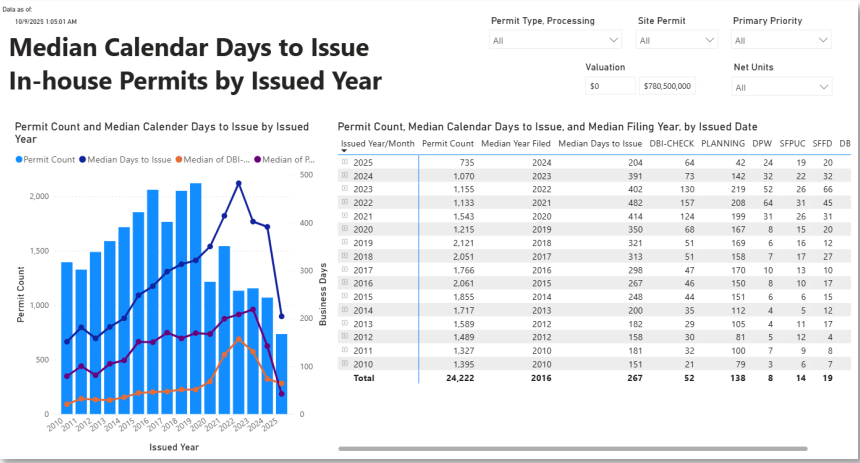 Data as of:
10/9/2025 1:05:01 AM
Median Calendar Days to Issue
In-house Permits by Issued Year
Permit Type, Processing
All
Site Permit
All
Primary Priority
All
Valuation
$0
$780,500,000
Net Units
All
Permit Count and Median Calender Days to Issue by Issued
Year
Permit Count Median Days to Issue Median of DBI-... Median of P...
2,000
1,500
1,000
500
0
500
400
300
200
100
0
Permit Count
Business Days
2010 2011 2012 2013 2014 2015 2016 2017 2018 2019 2020 2021 2022 2023 2024 2025
Issued Year
Permit Count, Median Calendar Days to Issue, and Median Filing Year, by Issued Date
Issued Year/Month Permit Count Median Year Filed Median Days to Issue DBI-CHECK PLANNING DPW SFPUC SFFD DB
2025 735 2024 204 64 42 24 19 20
2024 1,070 2023 391 73 142 32 22 32
2023 1,155 2022 402 130 219 52 26 66
2022 1,133 2021 482 157 208 64 31 45
2021 1,543 2020 414 124 199 31 26 31
2020 1,215 2019 350 68 167 8 15 20
2019 2,121 2018 321 51 169 6 16 12
2018 2,051 2017 313 51 158 7 17 27
2017 1,766 2016 298 47 170 10 13 10
2016 2,061 2015 267 46 150 8 10 17
2015 1,855 2014 248 44 151 6 6 15
2014 1,717 2013 200 35 112 4 5 12
2013 1,589 2012 182 29 105 4 11 17
2012 1,489 2012 158 30 81 5 12 4
2011 1,327 2010 181 32 100 7 9 8
2010 1,395 2010 151 21 79 3 6 7
Total 24,222 2016 267 52 138 8 14 19